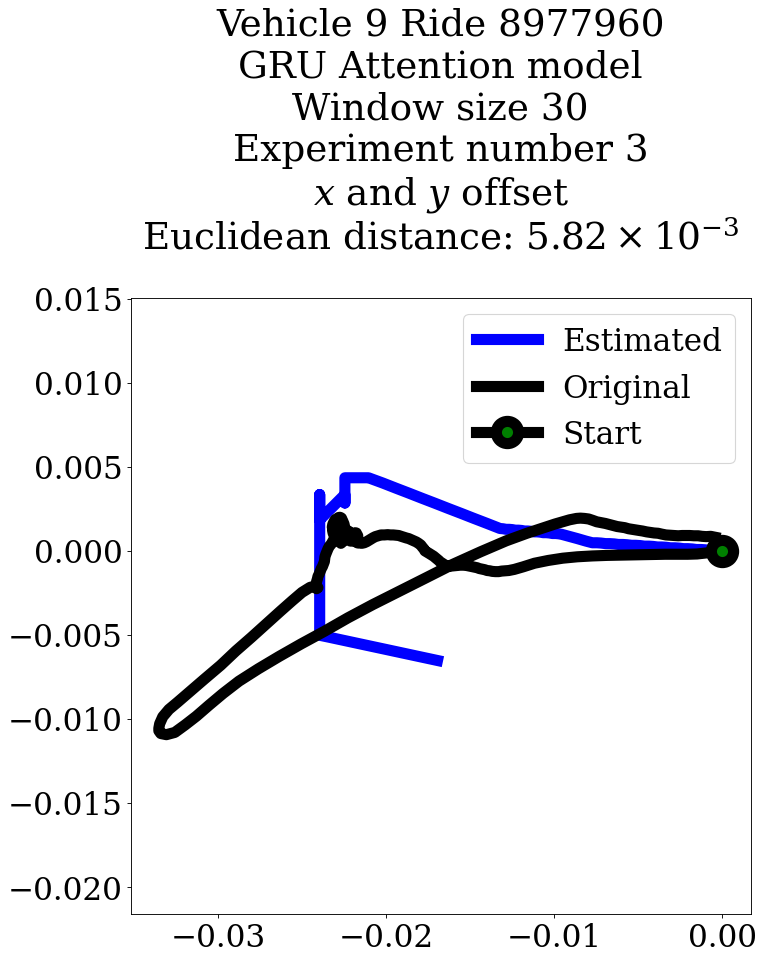 Vehicle 9 Ride 8977960
GRU Attention model
Window size 30
Experiment number 3
x and y offset
Euclidean distance: 5.82 × 10⁻³
0.015
0.010
0.005
0.000
−0.005
−0.010
−0.015
−0.020
Estimated
Original
Start
−0.03
−0.02
−0.01
0.00